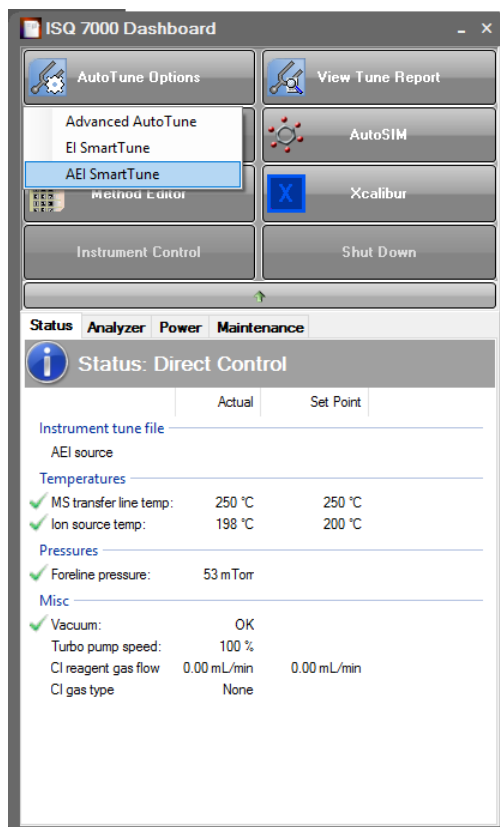 ISQ 7000 Dashboard
AutoTune Options
View Tune Report
Advanced AutoTune
EI SmartTune
AEI SmartTune
AutoSIM
Method Editor
Xcalibur
Instrument Control
Shut Down
Status Analyzer Power Maintenance
Status: Direct Control
Actual Set Point
Instrument tune file
AEI source
Temperatures
MS transfer line temp: 250 °C 250 °C
Ion source temp: 198 °C 200 °C
Pressures
Foreline pressure: 53 mTorr
Misc
Vacuum: OK
Turbo pump speed: 100 %
CI reagent gas flow 0.00 mL/min 0.00 mL/min
CI gas type None